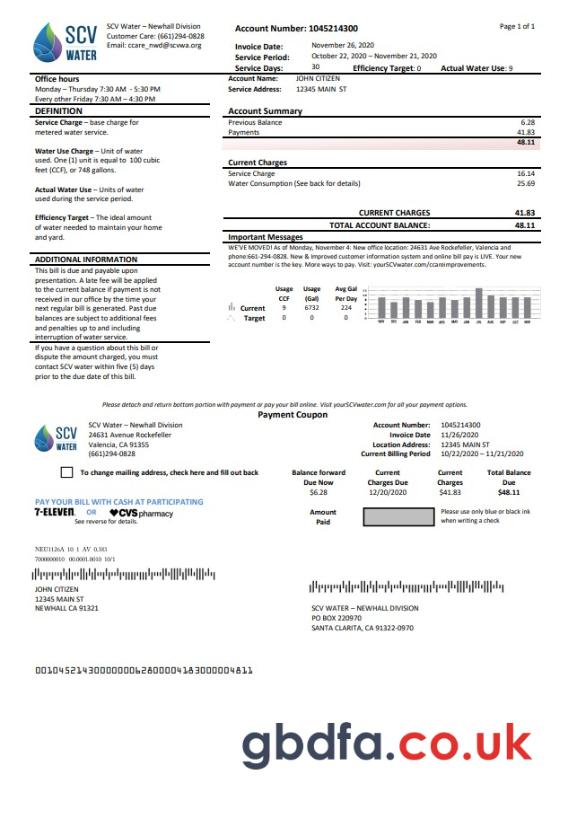 SCV
WATER
SCV Water – Newhall Division
Customer Care: (661)294-0828
Email: ccare_nwd@scvwa.org
Account Number: 1045214300
Page 1 of 1
Invoice Date: November 26, 2020
Service Period: October 22, 2020 – November 21, 2020
Service Days: 30 Efficiency Target: 0 Actual Water Use: 9
Office hours
Monday – Thursday 7:30 AM - 5:30 PM
Every other Friday 7:30 AM – 4:30 PM
Account Name: JOHN CITIZEN
Service Address: 12345 MAIN ST
DEFINITION
Service Charge – base charge for
metered water service.
Water Use Charge – Unit of water
used. One (1) unit is equal to 100 cubic
feet (CCF), or 748 gallons.
Actual Water Use – Units of water
used during the service period.
Efficiency Target – The ideal amount
of water needed to maintain your home
and yard.
Account Summary
Previous Balance 6.28
Payments 41.83
48.11
Current Charges
Service Charge 16.14
Water Consumption (See back for details) 25.69
CURRENT CHARGES 41.83
TOTAL ACCOUNT BALANCE: 48.11
Important Messages
WE'VE MOVED! As of Monday, November 4: New office location: 24631 Ave Rockefeller, Valencia and
phone:661-294-0828. New & Improved customer information system and online bill pay is LIVE. Your new
account number is the key. More ways to pay. Visit: yourSCVwater.com/ccareimprovements.
ADDITIONAL INFORMATION
This bill is due and payable upon
presentation. A late fee will be applied
to the current balance if payment is not
received in our office by the time your
next regular bill is generated. Past due
balances are subject to additional fees
and penalties up to and including
interruption of water service.
If you have a question about this bill or
dispute the amount charged, you must
contact SCV water within five (5) days
prior to the due date of this bill.
Usage Usage Avg Gal
CCF (Gal) Per Day
Current 9 6732 224
Target 0 0 0
Please detach and return bottom portion with payment or pay your bill online. Visit yourSCVwater.com for all your payment options.
Payment Coupon
SCV
WATER
SCV Water – Newhall Division
24631 Avenue Rockefeller
Valencia, CA 91355
(661)294-0828
Account Number: 1045214300
Invoice Date 11/26/2020
Location Address: 12345 MAIN ST
Current Billing Period 10/22/2020 – 11/21/2020
To change mailing address, check here and fill out back
Balance forward Current Current Total Balance
Due Now Charges Due Charges Due
$6.28 12/20/2020 $41.83 $48.11
PAY YOUR BILL WITH CASH AT PARTICIPATING
7-ELEVEN. OR CVS pharmacy
See reverse for details.
Amount
Paid
Please use only blue or black ink
when writing a check
NEU1126A 10 1 AV 0.383
7000000010 00.0001.0010 10/1
JOHN CITIZEN
12345 MAIN ST
NEWHALL CA 91321
SCV WATER – NEWHALL DIVISION
PO BOX 220970
SANTA CLARITA, CA 91322-0970
gbdfa.co.uk